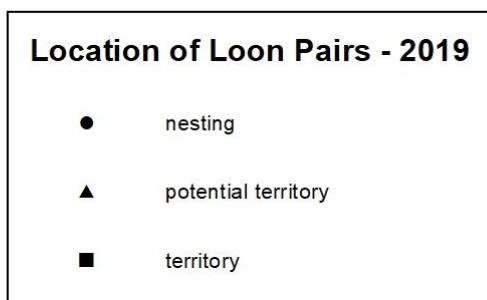 Location of Loon Pairs - 2019
nesting
potential territory
territory